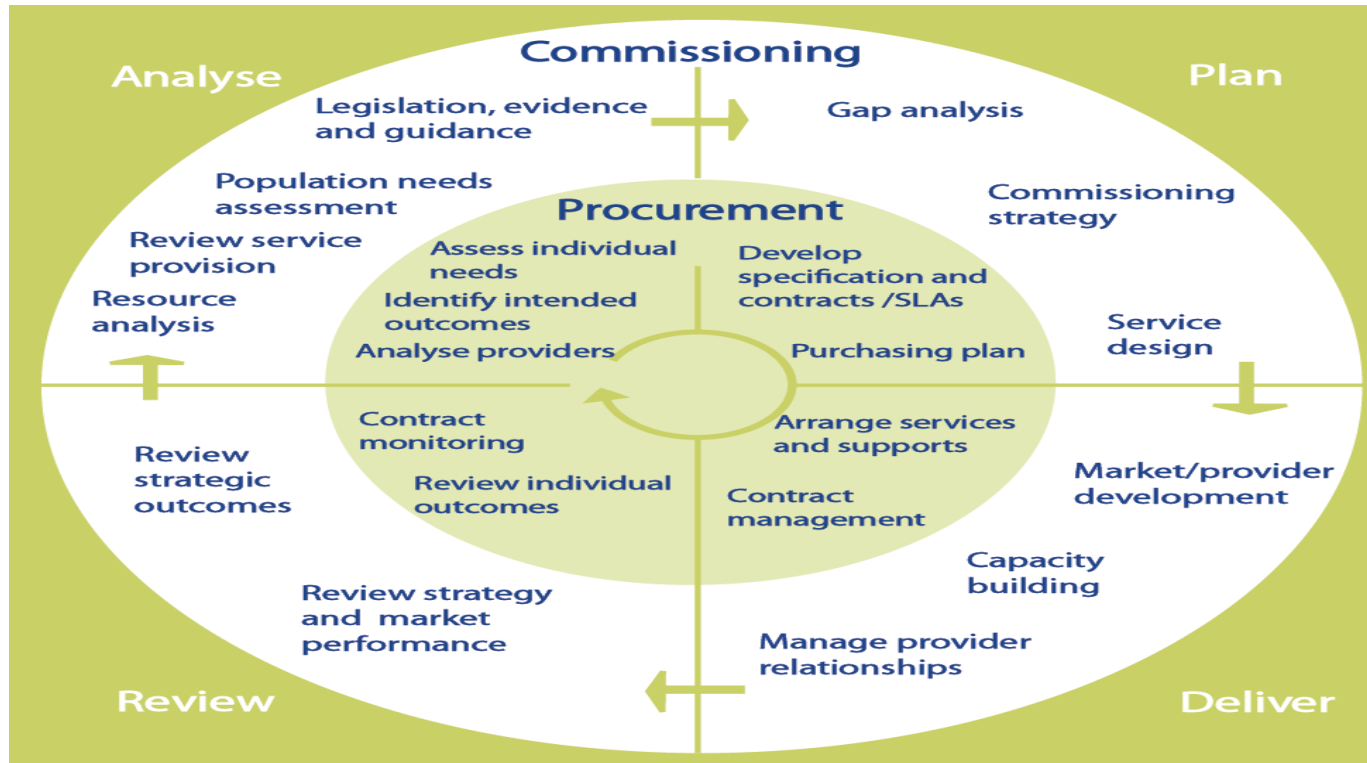 Commissioning
Analyse
Plan
Legislation, evidence
and guidance
Gap analysis
Population needs
assessment
Commissioning
strategy
Review service
provision
Resource
analysis
Service
design
Procurement
Assess individual
needs
Identify intended
outcomes
Analyse providers
Develop
specification and
contracts /SLAs
Purchasing plan
Contract
monitoring
Review individual
outcomes
Arrange services
and supports
Contract
management
Review
strategic
outcomes
Market/provider
development
Capacity
building
Review strategy
and market
performance
Manage provider
relationships
Review
Deliver